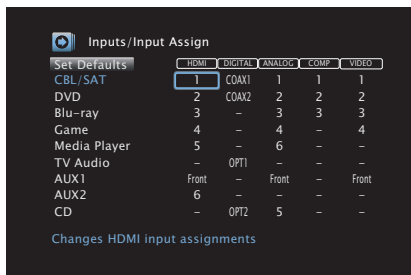 Inputs/Input Assign
Set Defaults HDMI DIGITAL ANALOG COMP VIDEO
CBL/SAT 1 COAX1 1 1 1
DVD 2 COAX2 2 2 2
Blu-ray 3 – 3 3 3
Game 4 – 4 – 4
Media Player 5 – 6 – –
TV Audio – OPT1 – – –
AUX1 Front – Front – Front
AUX2 6 – – – –
CD – OPT2 5 – –
Changes HDMI input assignments